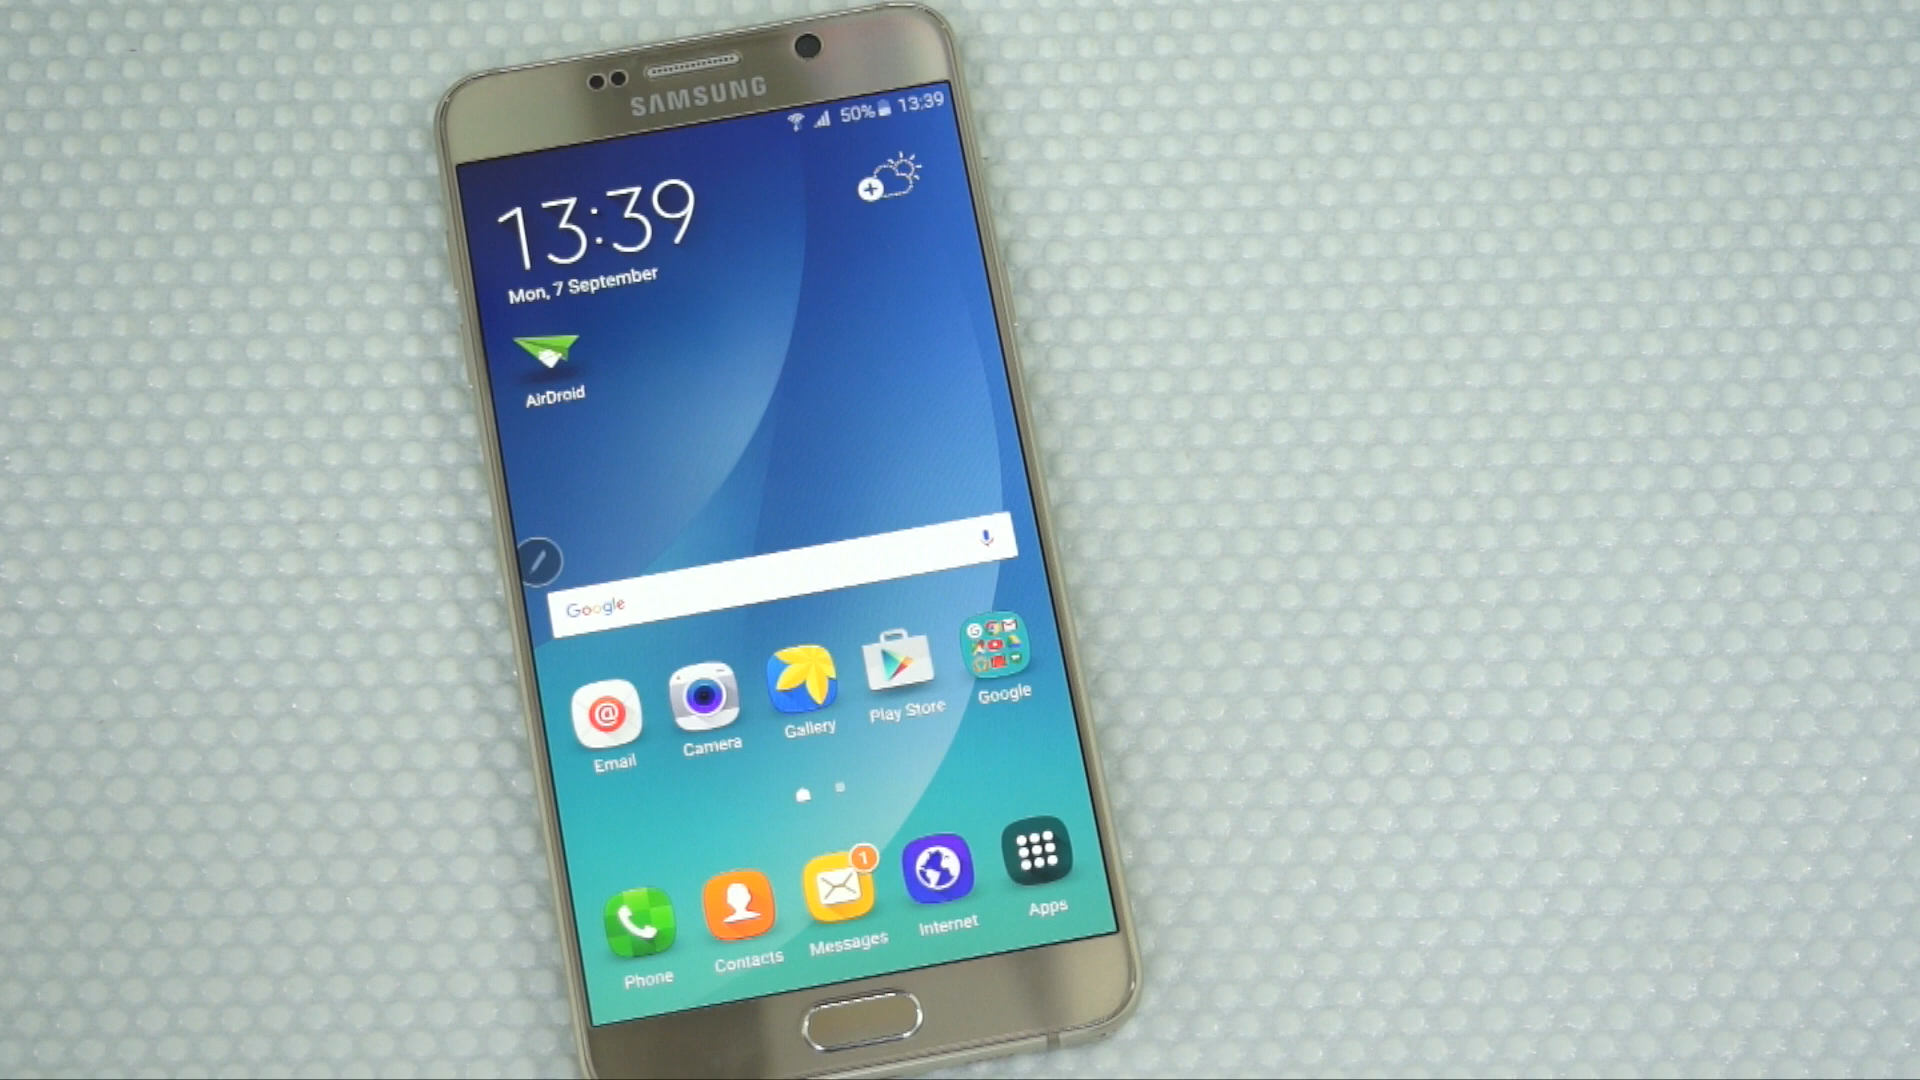 SAMSUNG
50% 13:39
13:39
Mon, 7 September
AirDroid
Google
Email
Camera
Gallery
Play Store
Google
1
Phone
Contacts
Messages
Internet
Apps